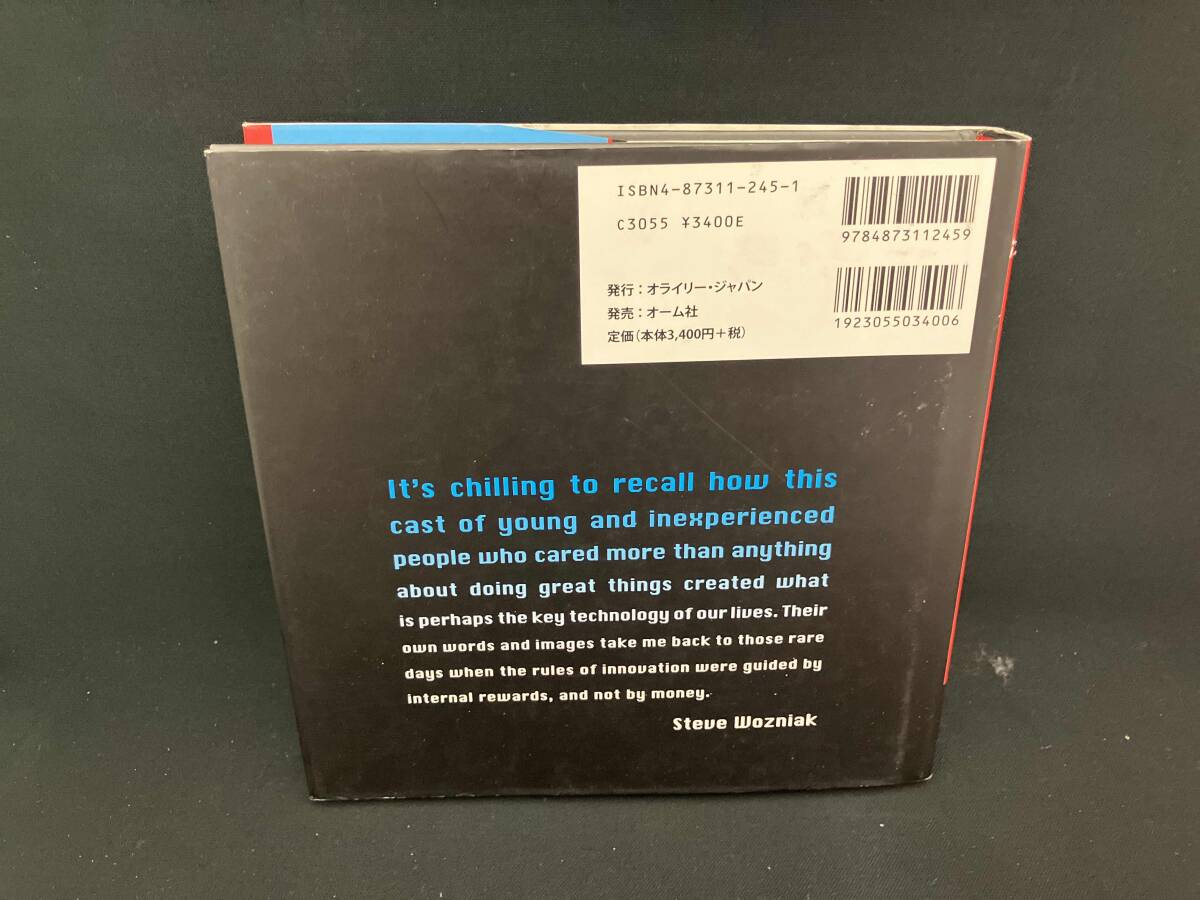 ISBN4-87311-245-1
C3055 ¥3400E
9784873112459
発行：オライリー・ジャパン
発売：オーム社
定価（本体3,400円＋税）
1923055034006
It's chilling to recall how this
cast of young and inexperienced
people who cared more than anything
about doing great things created what
is perhaps the key technology of our lives. Their
own words and images take me back to those rare
days when the rules of innovation were guided by
internal rewards, and not by money.
Steve Wozniak